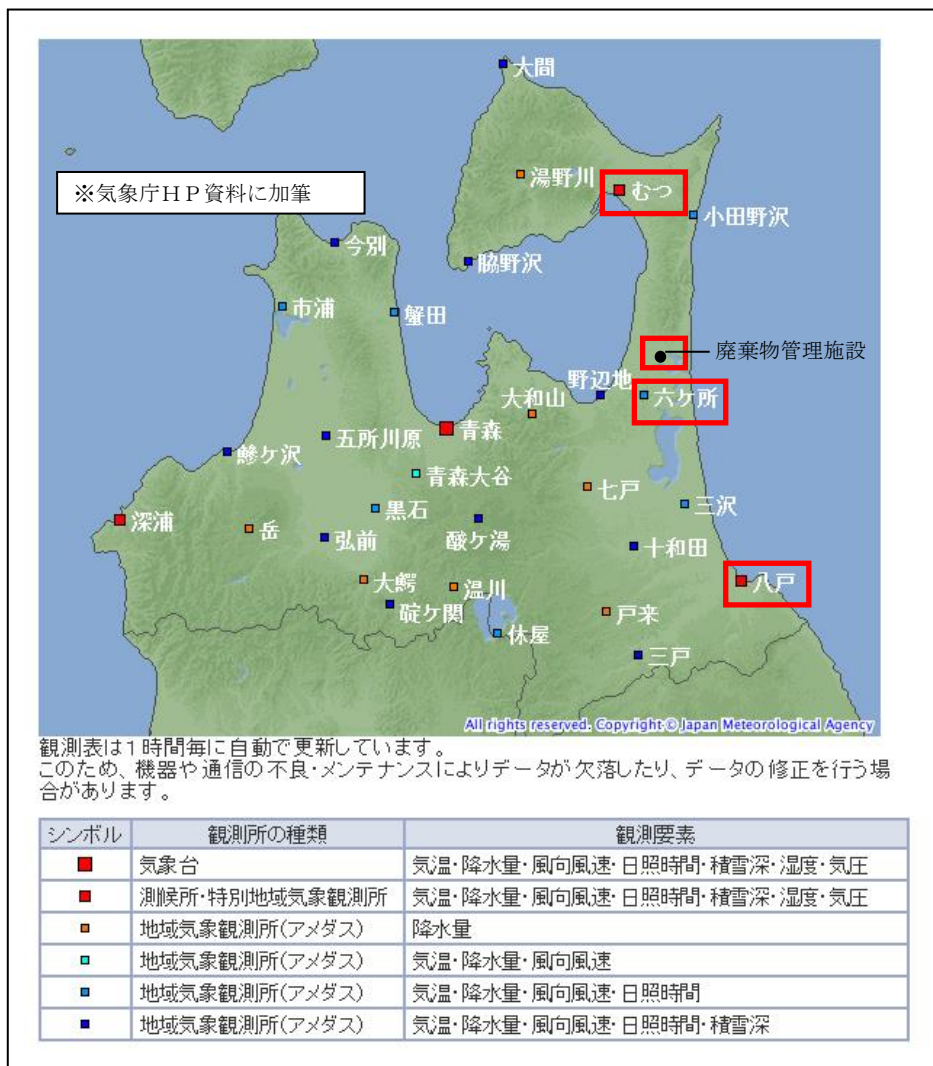 大間
湯野川
むつ
※気象庁HP資料に加筆
小田野沢
今別
脇野沢
市浦
蟹田
廃棄物管理施設
野辺地
大和山
六ケ所
青森
五所川原
鰺ケ沢
青森大谷
七戸
黒石
三沢
深浦
岳
弘前
酸ケ湯
十和田
大鰐
温川
八戸
碇ケ関
戸来
休屋
三戸
All rights reserved. Copyright © Japan Meteorological Agency
観測表は1時間毎に自動で更新しています。
このため、機器や通信の不良・メンテナンスによりデータが欠落したり、データの修正を行う場
合があります。
シンボル 観測所の種類 観測要素
気象台 気温・降水量・風向風速・日照時間・積雪深・湿度・気圧
測候所・特別地域気象観測所 気温・降水量・風向風速・日照時間・積雪深・湿度・気圧
地域気象観測所(アメダス) 降水量
地域気象観測所(アメダス) 気温・降水量・風向風速
地域気象観測所(アメダス) 気温・降水量・風向風速・日照時間
地域気象観測所(アメダス) 気温・降水量・風向風速・日照時間・積雪深